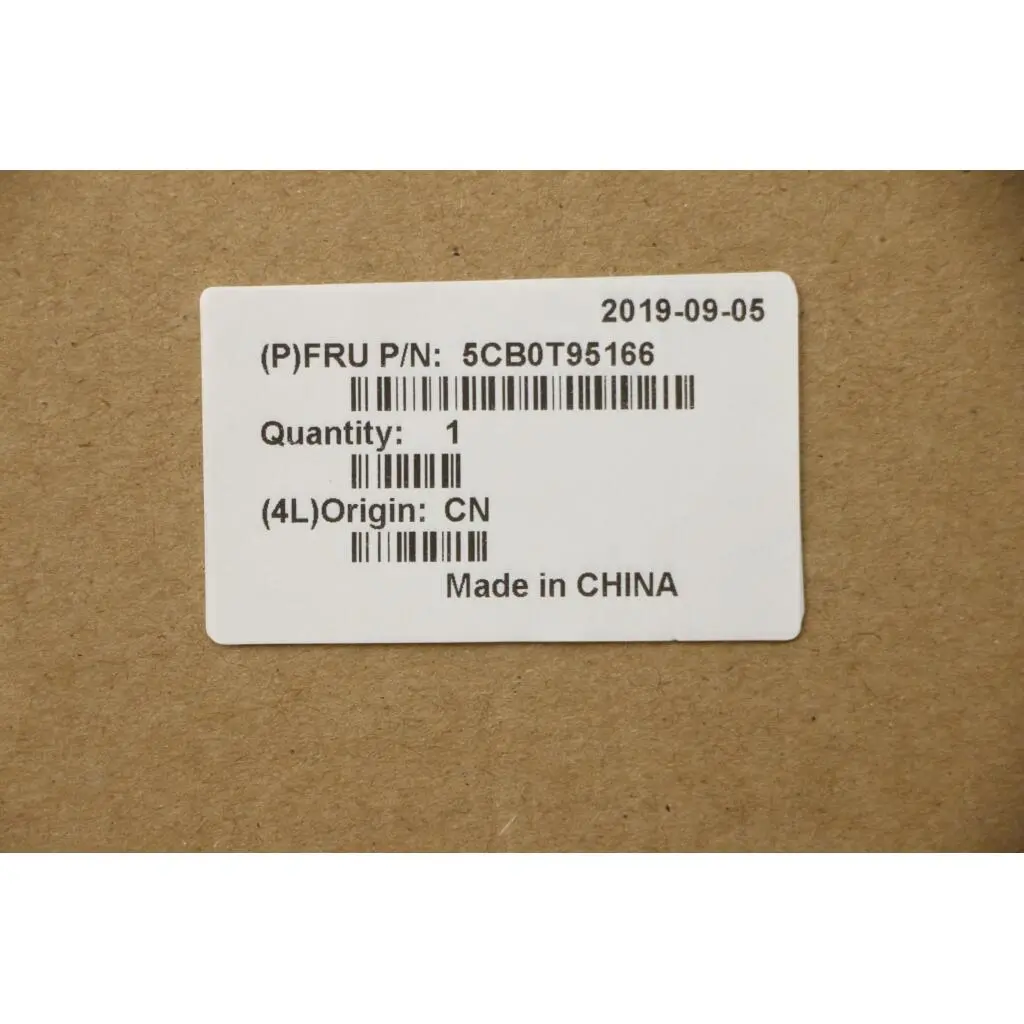 2019-09-05
(P)FRU P/N: 5CB0T95166
Quantity: 1
(4L)Origin: CN
Made in CHINA